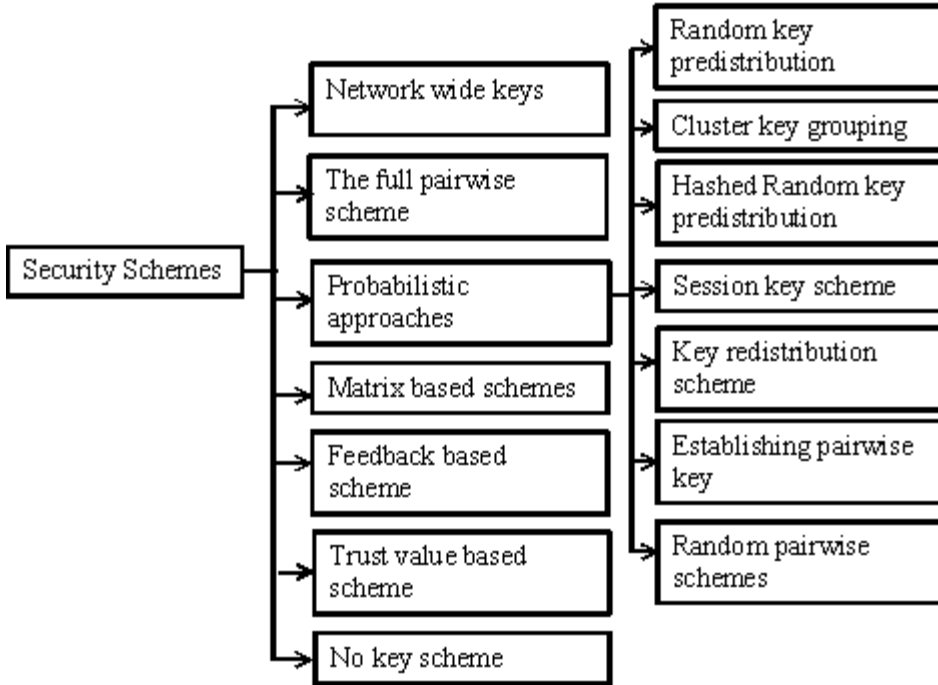 Security Schemes
Network wide keys
The full pairwise
scheme
Probabilistic
approaches
Matrix based schemes
Feedback based
scheme
Trust value based
scheme
No key scheme
Random key
predistribution
Cluster key grouping
Hashed Random key
predistribution
Session key scheme
Key redistribution
scheme
Establishing pairwise
key
Random pairwise
schemes